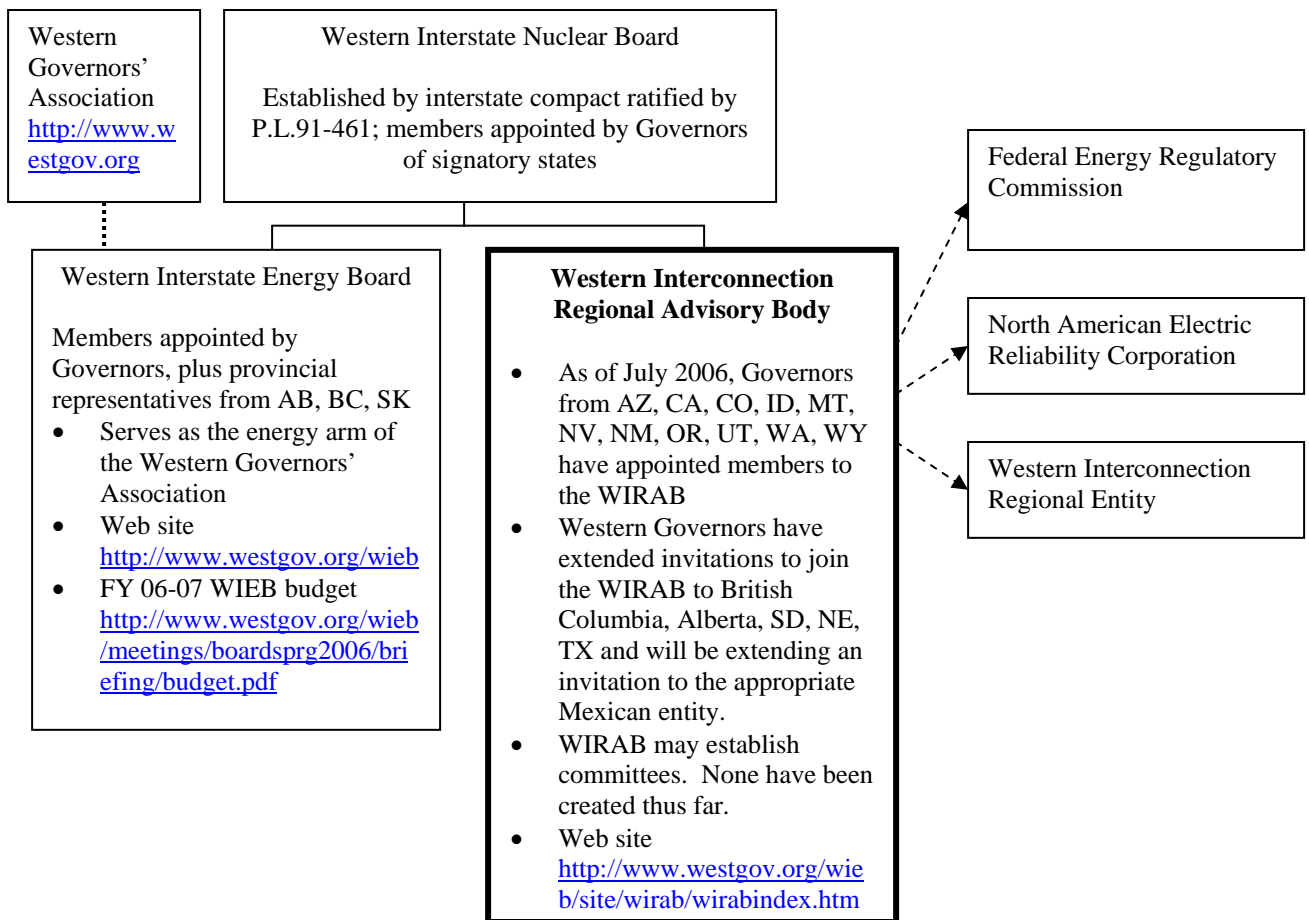 Western
Governors’
Association
http://www.w
estgov.org
Western Interstate Nuclear Board
Established by interstate compact ratified by
P.L.91-461; members appointed by Governors
of signatory states
Federal Energy Regulatory
Commission
North American Electric
Reliability Corporation
Western Interconnection
Regional Entity
Western Interstate Energy Board
Members appointed by
Governors, plus provincial
representatives from AB, BC, SK
• Serves as the energy arm of
the Western Governors’
Association
• Web site
http://www.westgov.org/wieb
• FY 06-07 WIEB budget
http://www.westgov.org/wieb
/meetings/boardsprg2006/bri
efing/budget.pdf
Western Interconnection
Regional Advisory Body
• As of July 2006, Governors
from AZ, CA, CO, ID, MT,
NV, NM, OR, UT, WA, WY
have appointed members to
the WIRAB
• Western Governors have
extended invitations to join
the WIRAB to British
Columbia, Alberta, SD, NE,
TX and will be extending an
invitation to the appropriate
Mexican entity.
• WIRAB may establish
committees.  None have been
created thus far.
• Web site
http://www.westgov.org/wie
b/site/wirab/wirabindex.htm